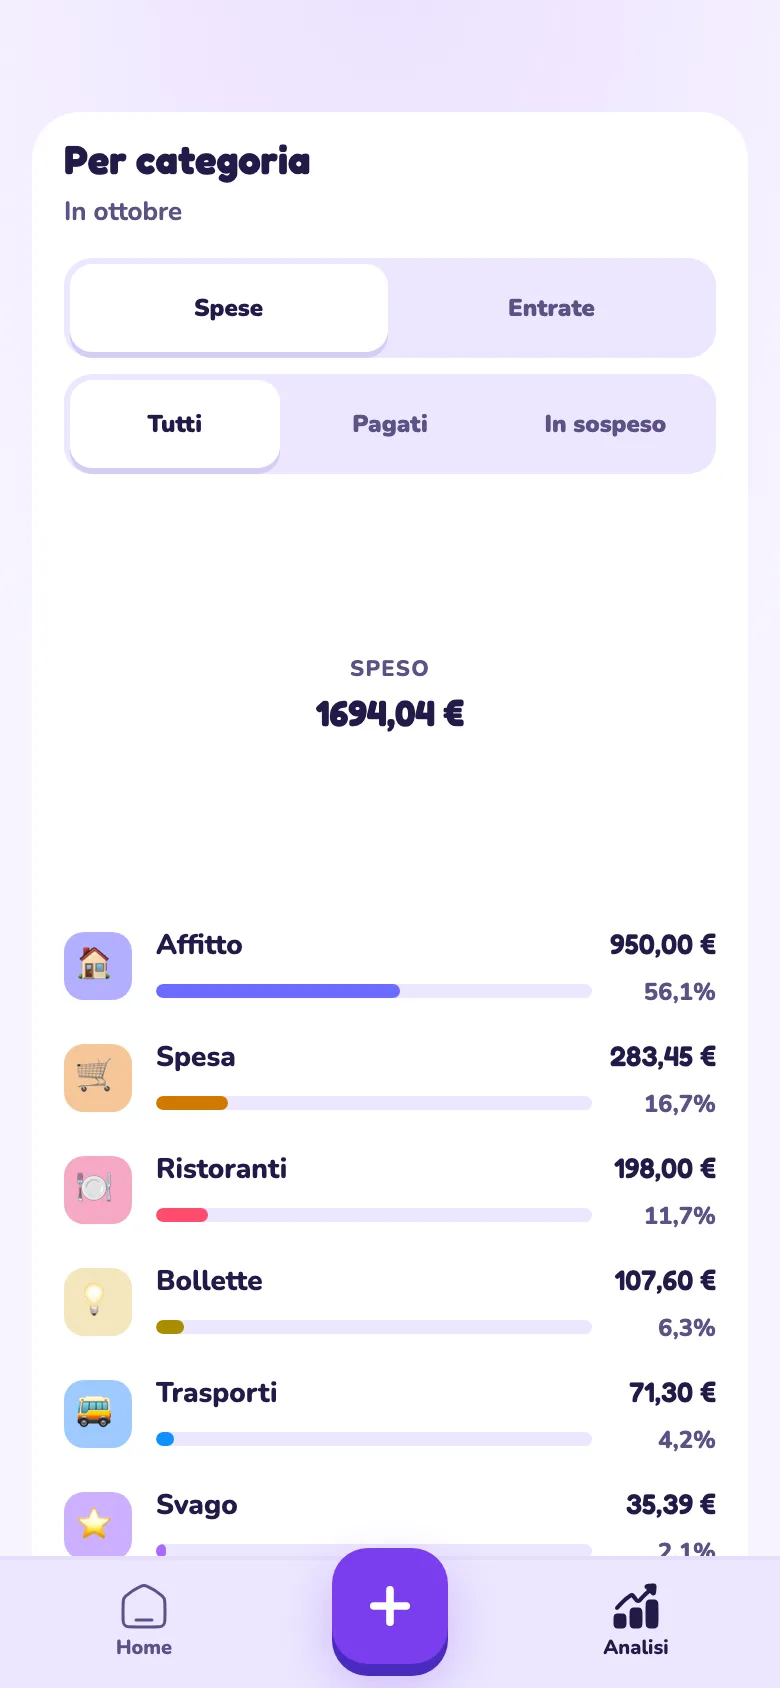 Per categoria
In ottobre
Spese Entrate
Tutti Pagati In sospeso
SPESO
1694,04 €
Affitto 950,00 €
56,1%
Spesa 283,45 €
16,7%
Ristoranti 198,00 €
11,7%
Bollette 107,60 €
6,3%
Trasporti 71,30 €
4,2%
Svago 35,39 €
2,1%
Home Analisi